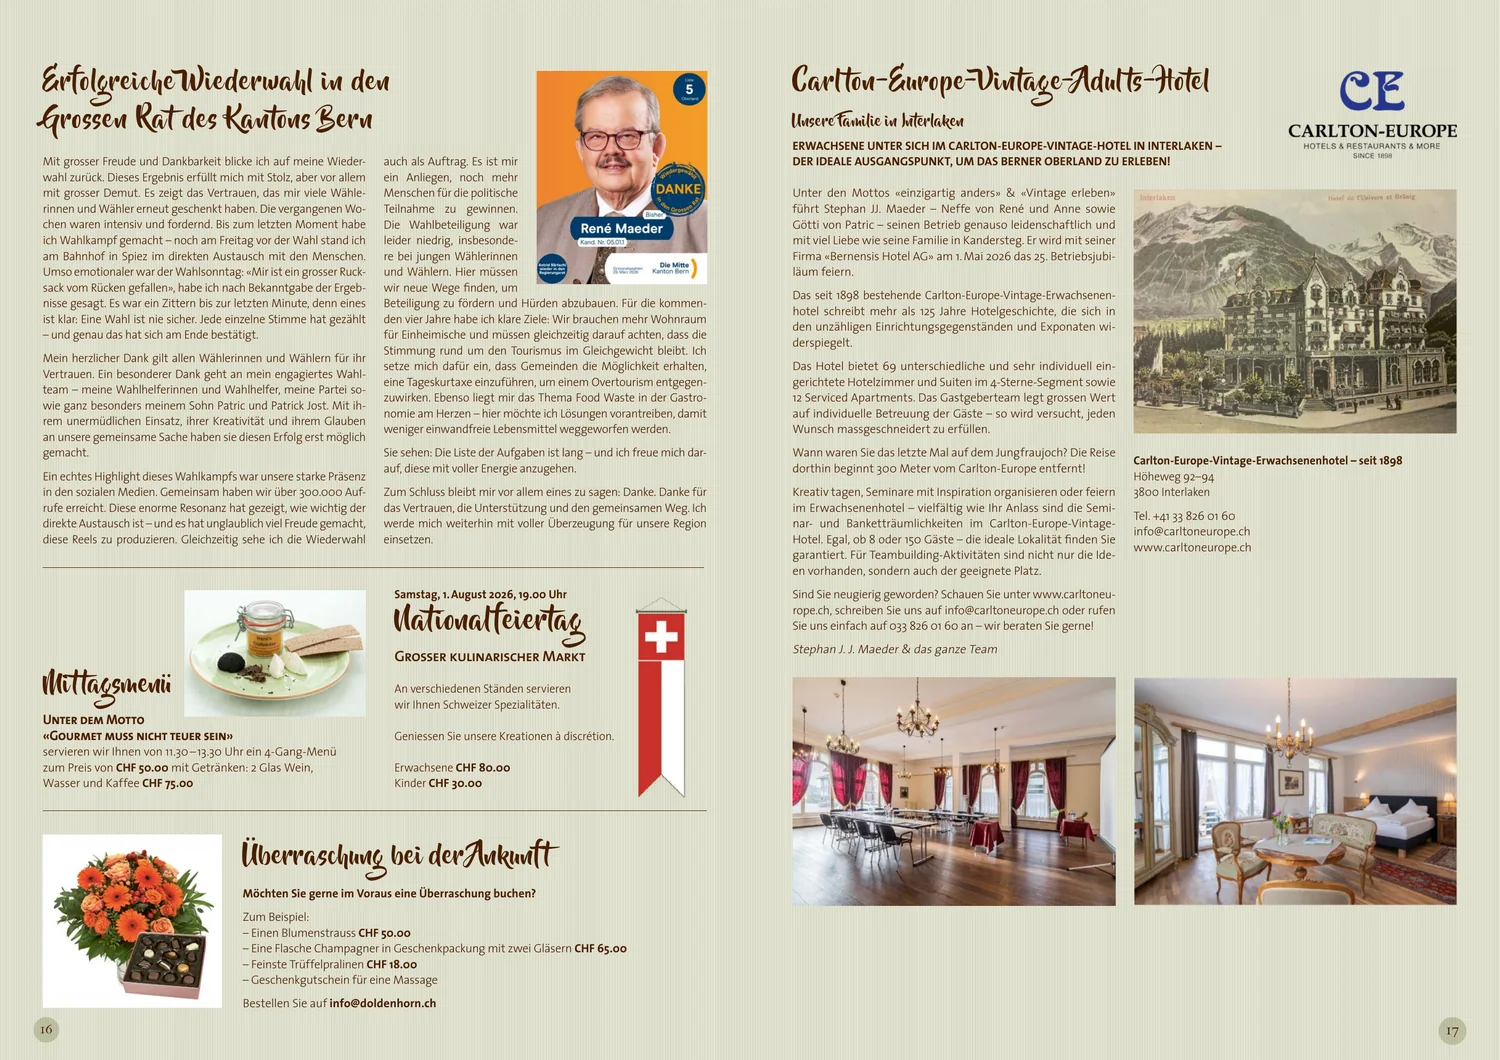 Erfolgreiche Wiederwahl in den
Grossen Rat des Kantons Bern
Mit grosser Freude und Dankbarkeit blicke ich auf meine Wieder-
wahl zurück. Dieses Ergebnis erfüllt mich mit Stolz, aber vor allem
mit grosser Demut. Es zeigt das Vertrauen, das mir viele Wähle-
rinnen und Wähler erneut geschenkt haben. Die vergangenen Wo-
chen waren intensiv und fordernd. Bis zum letzten Moment habe
ich Wahlkampf gemacht – noch am Freitag vor der Wahl stand ich
am Bahnhof in Spiez im direkten Austausch mit den Menschen.
Umso emotionaler war der Wahlsonntag: «Mir ist ein grosser Ruck-
sack vom Rücken gefallen», habe ich nach Bekanntgabe der Ergeb-
nisse gesagt. Es war ein Zittern bis zur letzten Minute, denn eines
ist klar: Eine Wahl ist nie sicher. Jede einzelne Stimme hat gezählt
– und genau das hat sich am Ende bestätigt.
Mein herzlicher Dank gilt allen Wählerinnen und Wählern für ihr
Vertrauen. Ein besonderer Dank geht an mein engagiertes Wahl-
team – meine Wahlhelferinnen und Wahlhelfer, meine Partei so-
wie ganz besonders meinem Sohn Patric und Patrick Jost. Mit ih-
rem unermüdlichen Einsatz, ihrer Kreativität und ihrem Glauben
an unsere gemeinsame Sache haben sie diesen Erfolg erst möglich
gemacht.
Ein echtes Highlight dieses Wahlkampfs war unsere starke Präsenz
in den sozialen Medien. Gemeinsam haben wir über 300.000 Auf-
rufe erreicht. Diese enorme Resonanz hat gezeigt, wie wichtig der
direkte Austausch ist – und es hat unglaublich viel Freude gemacht,
diese Reels zu produzieren. Gleichzeitig sehe ich die Wiederwahl
auch als Auftrag. Es ist mir
ein Anliegen, noch mehr
Menschen für die politische
Teilnahme zu gewinnen.
Die Wahlbeteiligung war
leider niedrig, insbesonde-
re bei jungen Wählerinnen
und Wählern. Hier müssen
wir neue Wege finden, um
Beteiligung zu fördern und Hürden abzubauen. Für die kommen-
den vier Jahre habe ich klare Ziele: Wir brauchen mehr Wohnraum
für Einheimische und müssen gleichzeitig darauf achten, dass die
Stimmung rund um den Tourismus im Gleichgewicht bleibt. Ich
setze mich dafür ein, dass Gemeinden die Möglichkeit erhalten,
eine Tageskurtaxe einzuführen, um einem Overtourism entgegen-
zuwirken. Ebenso liegt mir das Thema Food Waste in der Gastro-
nomie am Herzen – hier möchte ich Lösungen vorantreiben, damit
weniger einwandfreie Lebensmittel weggeworfen werden.
Sie sehen: Die Liste der Aufgaben ist lang – und ich freue mich dar-
auf, diese mit voller Energie anzugehen.
Zum Schluss bleibt mir vor allem eines zu sagen: Danke. Danke für
das Vertrauen, die Unterstützung und den gemeinsamen Weg. Ich
werde mich weiterhin mit voller Überzeugung für unsere Region
einsetzen.
Liste
5
Oberland
Wiedergewählt
DANKE
in den Grossen Rat
Bisher
René Maeder
Kand. Nr. 05.01.1
Astrid Bärtschi
wieder in den
Regierungsrat
Grossratswahlen
29. März 2026
Die Mitte
Kanton Bern
Mittagsmenü
Unter dem Motto
«Gourmet muss nicht teuer sein»
servieren wir Ihnen von 11.30 – 13.30 Uhr ein 4-Gang-Menü
zum Preis von CHF 50.00 mit Getränken: 2 Glas Wein,
Wasser und Kaffee CHF 75.00
Samstag, 1. August 2026, 19.00 Uhr
Nationalfeiertag
Grosser kulinarischer Markt
An verschiedenen Ständen servieren
wir Ihnen Schweizer Spezialitäten.
Geniessen Sie unsere Kreationen à discrétion.
Erwachsene CHF 80.00
Kinder CHF 30.00
Überraschung bei der Ankunft
Möchten Sie gerne im Voraus eine Überraschung buchen?
Zum Beispiel:
– Einen Blumenstrauss CHF 50.00
– Eine Flasche Champagner in Geschenkpackung mit zwei Gläsern CHF 65.00
– Feinste Trüffelpralinen CHF 18.00
– Geschenkgutschein für eine Massage
Bestellen Sie auf info@doldenhorn.ch
16
Carlton-Europe-Vintage-Adults-Hotel
Unsere Familie in Interlaken
ERWACHSENE UNTER SICH IM CARLTON-EUROPE-VINTAGE-HOTEL IN INTERLAKEN –
DER IDEALE AUSGANGSPUNKT, UM DAS BERNER OBERLAND ZU ERLEBEN!
CE
CARLTON-EUROPE
HOTELS & RESTAURANTS & MORE
SINCE 1898
Unter den Mottos «einzigartig anders» & «Vintage erleben»
führt Stephan JJ. Maeder – Neffe von René und Anne sowie
Götti von Patric – seinen Betrieb genauso leidenschaftlich und
mit viel Liebe wie seine Familie in Kandersteg. Er wird mit seiner
Firma «Bernensis Hotel AG» am 1. Mai 2026 das 25. Betriebsjubi-
läum feiern.
Das seit 1898 bestehende Carlton-Europe-Vintage-Erwachsenen-
hotel schreibt mehr als 125 Jahre Hotelgeschichte, die sich in
den unzähligen Einrichtungsgegenständen und Exponaten wi-
derspiegelt.
Das Hotel bietet 69 unterschiedliche und sehr individuell ein-
gerichtete Hotelzimmer und Suiten im 4-Sterne-Segment sowie
12 Serviced Apartments. Das Gastgeberteam legt grossen Wert
auf individuelle Betreuung der Gäste – so wird versucht, jeden
Wunsch massgeschneidert zu erfüllen.
Wann waren Sie das letzte Mal auf dem Jungfraujoch? Die Reise
dorthin beginnt 300 Meter vom Carlton-Europe entfernt!
Kreativ tagen, Seminare mit Inspiration organisieren oder feiern
im Erwachsenenhotel – vielfältig wie Ihr Anlass sind die Semi-
nar- und Banketträumlichkeiten im Carlton-Europe-Vintage-
Hotel. Egal, ob 8 oder 150 Gäste – die ideale Lokalität finden Sie
garantiert. Für Teambuilding-Aktivitäten sind nicht nur die Ide-
en vorhanden, sondern auch der geeignete Platz.
Sind Sie neugierig geworden? Schauen Sie unter www.carltoneu-
rope.ch, schreiben Sie uns auf info@carltoneurope.ch oder rufen
Sie uns einfach auf 033 826 01 60 an – wir beraten Sie gerne!
Stephan J. J. Maeder & das ganze Team
Interlaken
Hotel de l'Univers et Brünig
Carlton-Europe-Vintage-Erwachsenenhotel – seit 1898
Höheweg 92–94
3800 Interlaken
Tel. +41 33 826 01 60
info@carltoneurope.ch
www.carltoneurope.ch
17